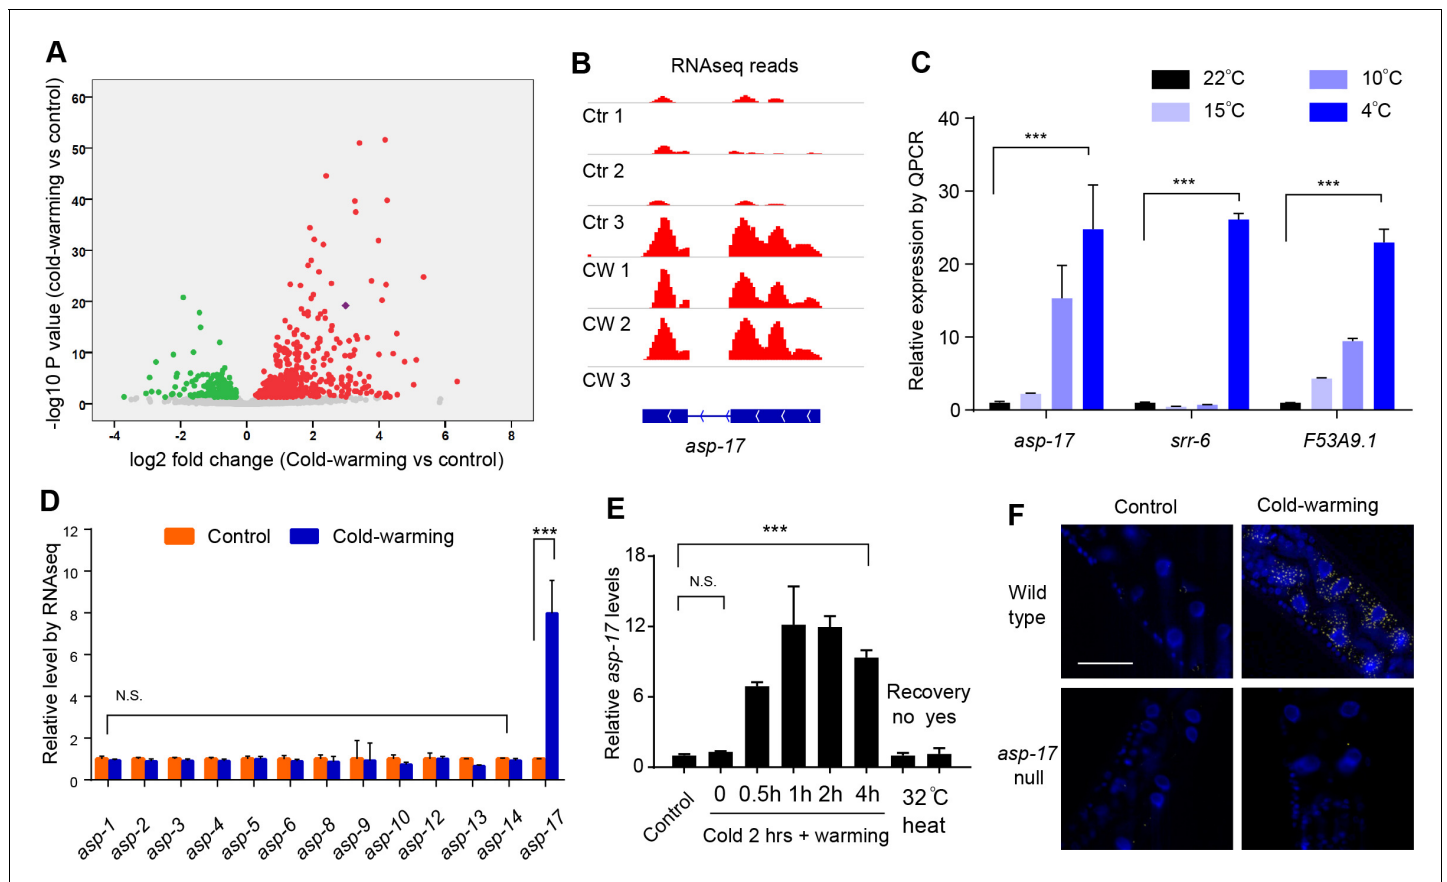 A
-log10 P value (cold-warming vs control)
60
50
40
30
20
10
0
-4 -2 0 2 4 6 8
log2 fold change (Cold-warming vs control)
B
RNAseq reads
Ctr 1
Ctr 2
Ctr 3
CW 1
CW 2
CW 3
asp-17
C
22°C
10°C
15°C
4°C
Relative expression by QPCR
40
30
20
10
0
***
***
***
asp-17 srr-6 F53A9.1
D
Relative level by RNAseq
12
10
8
6
4
2
0
Control Cold-warming
***
N.S.
asp-1 asp-2 asp-3 asp-4 asp-5 asp-6 asp-8 asp-9 asp-10 asp-12 asp-13 asp-14 asp-17
E
Relative asp-17 levels
18
12
6
0
***
N.S.
Recovery
no yes
Control 0 0.5h 1h 2h 4h
Cold 2 hrs + warming
32°C
heat
F
Control Cold-warming
Wild
type
asp-17
null